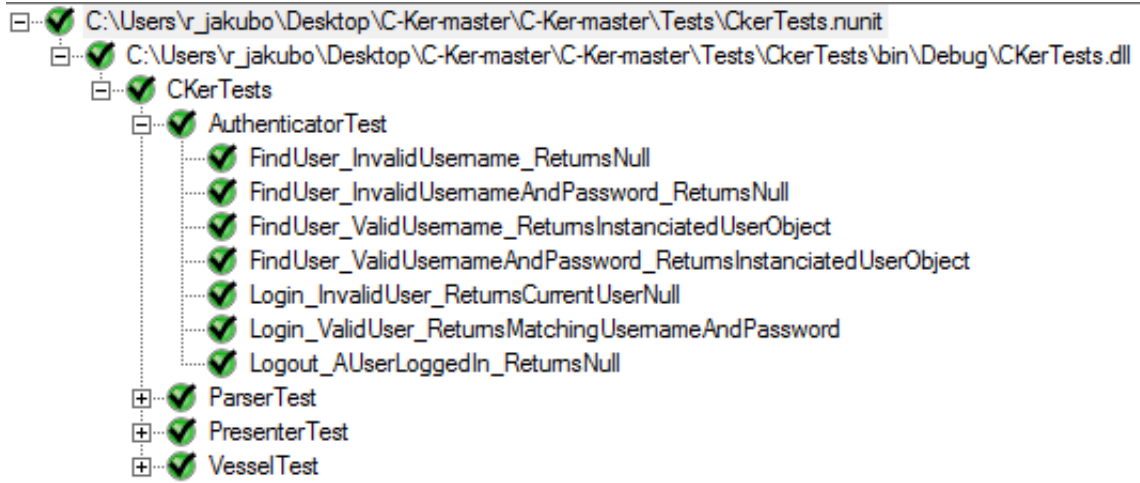 C:\Users\r_jakubo\Desktop\C-Ker-master\C-Ker-master\Tests\CkerTests.nunit
C:\Users\r_jakubo\Desktop\C-Ker-master\C-Ker-master\Tests\CkerTests\bin\Debug\CKerTests.dll
CKerTests
AuthenticatorTest
FindUser_InvalidUsername_ReturnsNull
FindUser_InvalidUsernameAndPassword_ReturnsNull
FindUser_ValidUsername_ReturnsInstanciatedUserObject
FindUser_ValidUsernameAndPassword_ReturnsInstanciatedUserObject
Login_InvalidUser_ReturnsCurrentUserNull
Login_ValidUser_ReturnsMatchingUsernameAndPassword
Logout_AUserLoggedIn_ReturnsNull
ParserTest
PresenterTest
VesselTest